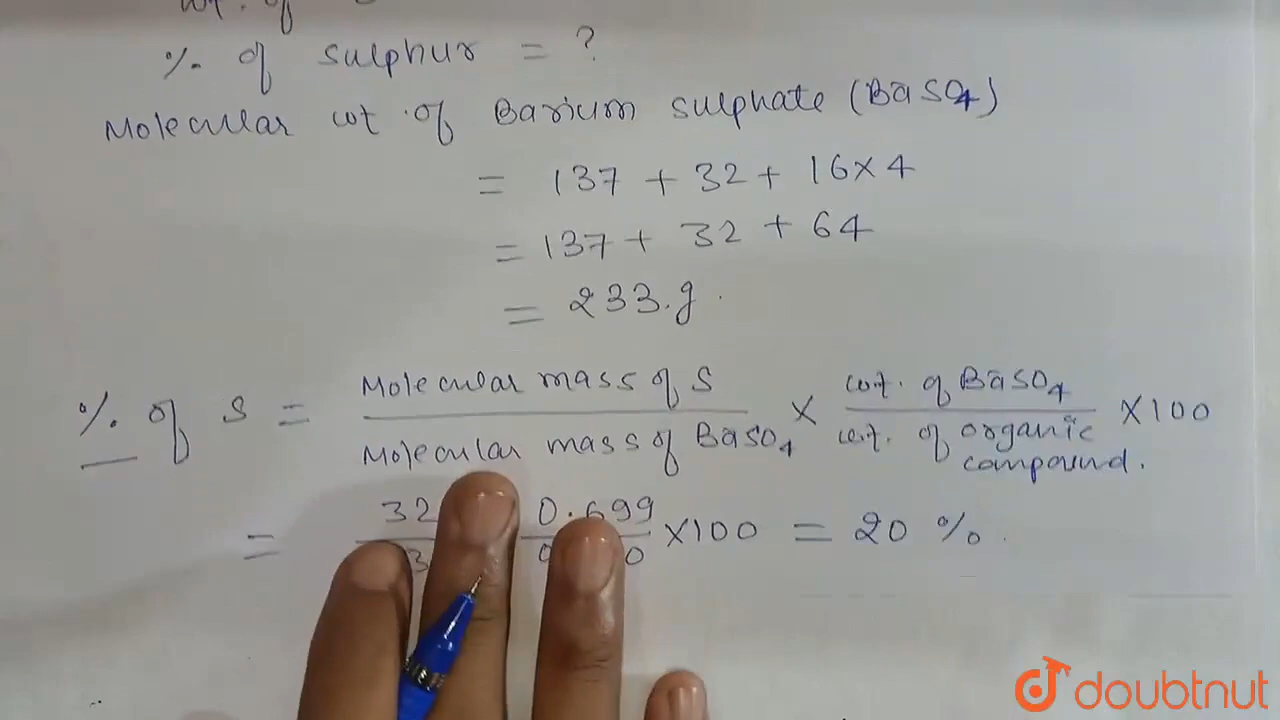 wt. of
% of sulphur = ?
Molecular wt. of Barium sulphate (BaSO4)
= 137 + 32 + 16 × 4
= 137 + 32 + 64
= 233.g
% of S = Molecular mass of S / Molecular mass of BaSO4 × wt. of BaSO4 / wt. of organic compound. × 100
= 32 0.699 × 100 = 20 %.
doubtnut